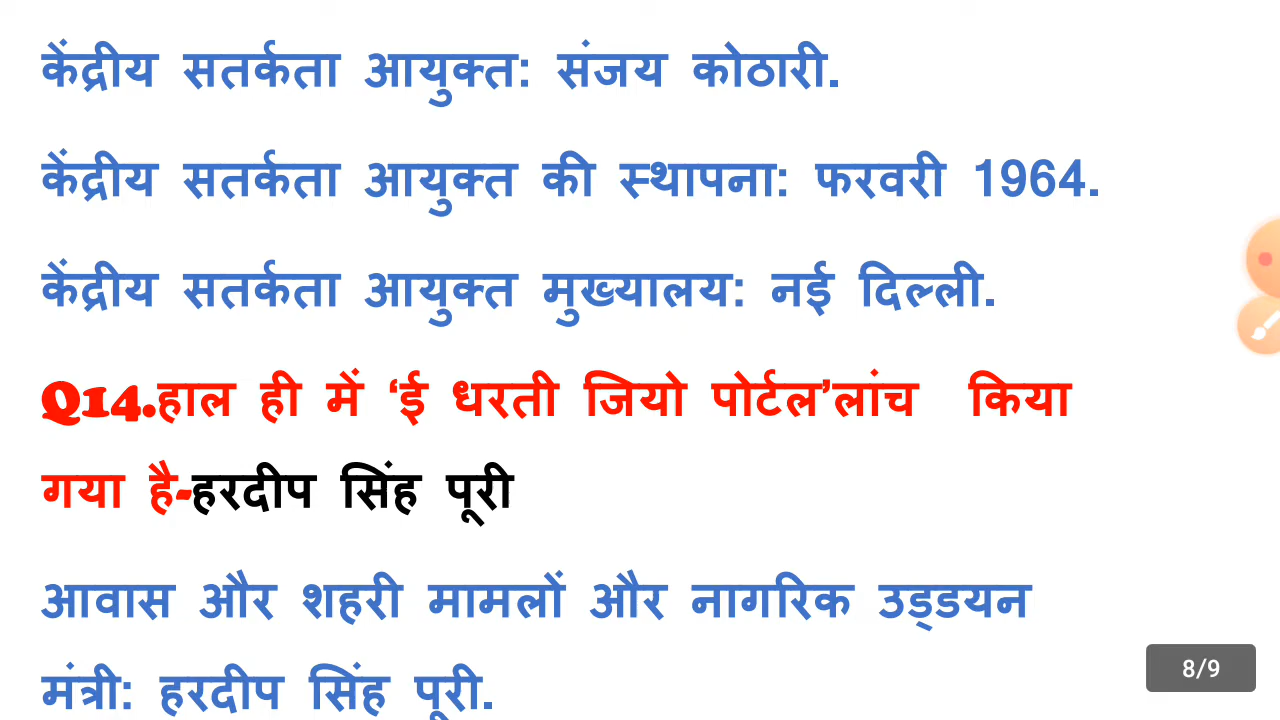 केंद्रीय सतर्कता आयुक्त: संजय कोठारी.
केंद्रीय सतर्कता आयुक्त की स्थापना: फरवरी 1964.
केंद्रीय सतर्कता आयुक्त मुख्यालय: नई दिल्ली.
Q14.हाल ही में ‘ई धरती जियो पोर्टल’लांच किया
गया है-हरदीप सिंह पूरी
आवास और शहरी मामलों और नागरिक उड्डयन
मंत्री: हरदीप सिंह पूरी.
8/9